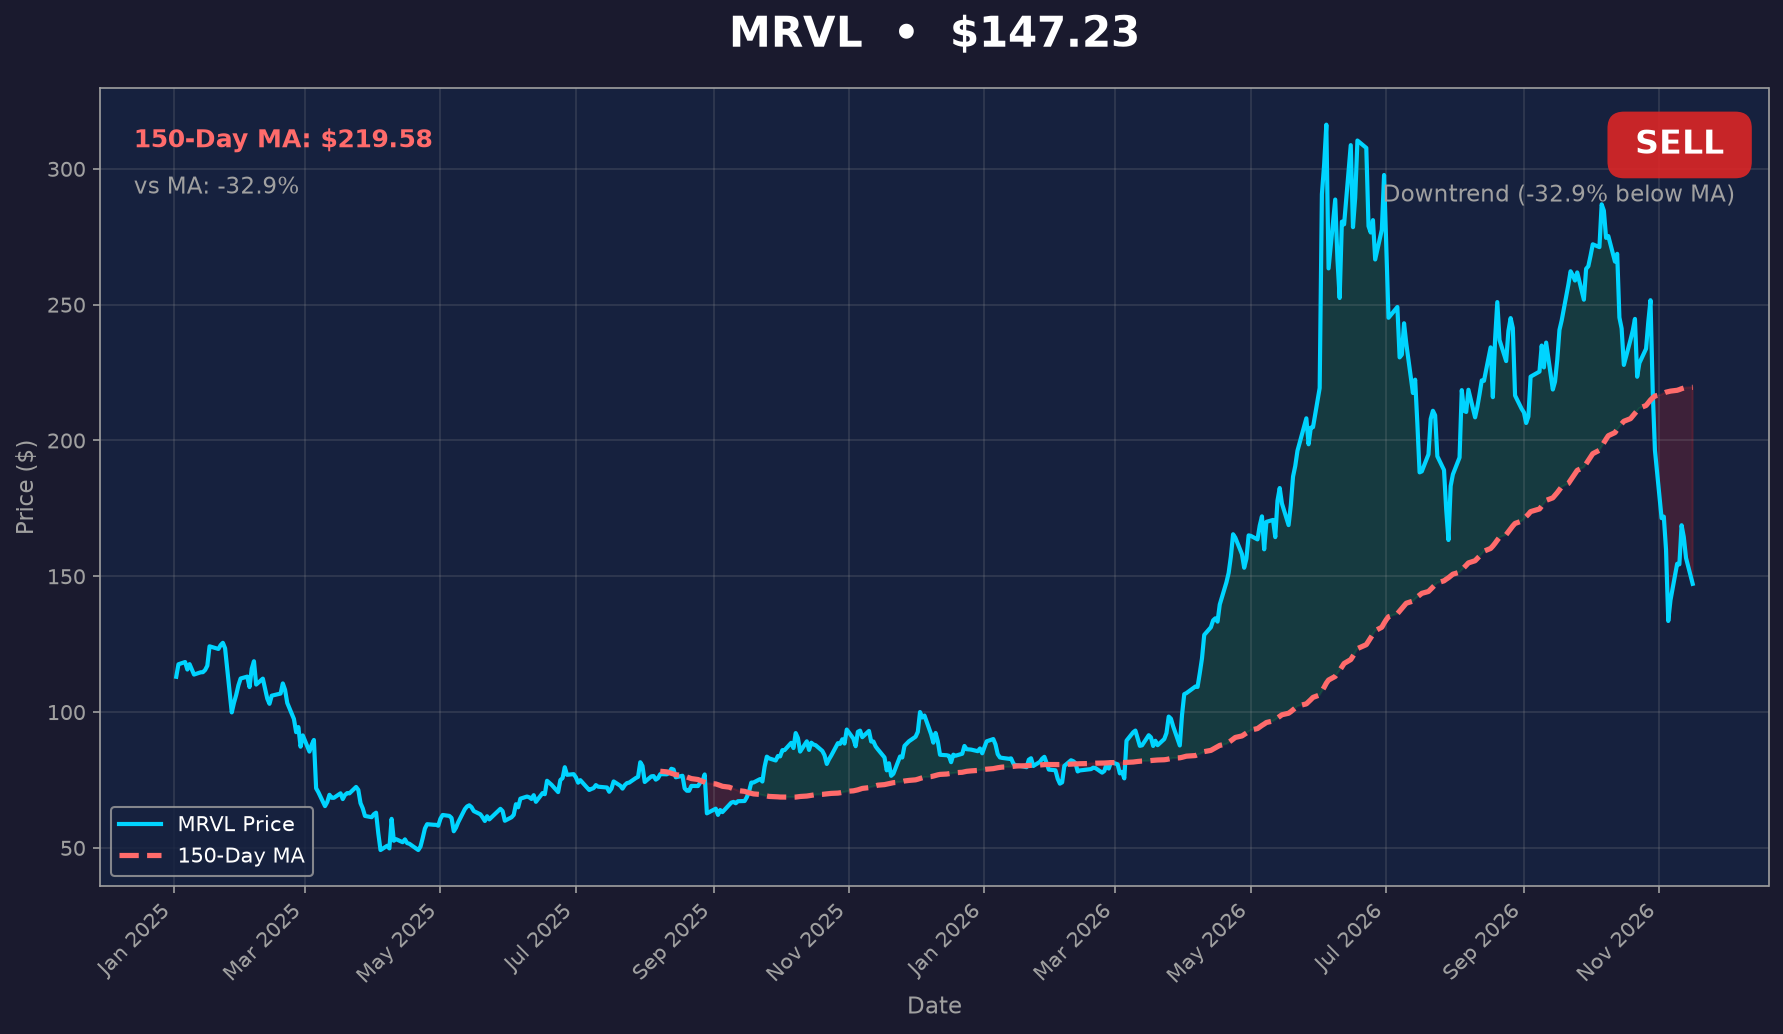 MRVL • $147.23
150-Day MA: $219.58
vs MA: -32.9%
SELL
Downtrend (-32.9% below MA)
Price ($)
300
250
200
150
100
50
MRVL Price
150-Day MA
Jan 2025
Mar 2025
May 2025
Jul 2025
Sep 2025
Nov 2025
Jan 2026
Mar 2026
May 2026
Jul 2026
Sep 2026
Nov 2026
Date